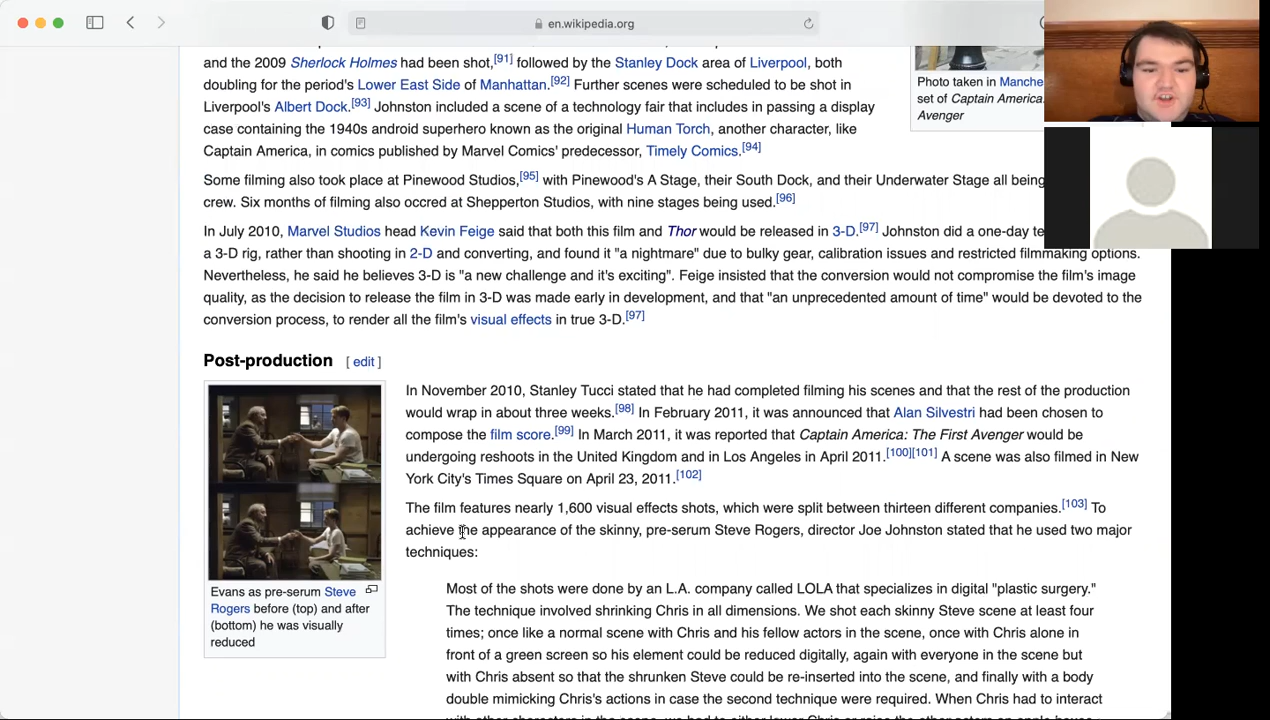 en.wikipedia.org
and the 2009 Sherlock Holmes had been shot,[91] followed by the Stanley Dock area of Liverpool, both
doubling for the period's Lower East Side of Manhattan.[92] Further scenes were scheduled to be shot in
Liverpool's Albert Dock.[93] Johnston included a scene of a technology fair that includes in passing a display
case containing the 1940s android superhero known as the original Human Torch, another character, like
Captain America, in comics published by Marvel Comics' predecessor, Timely Comics.[94]
Photo taken in Manche
set of Captain America:
Avenger
Some filming also took place at Pinewood Studios,[95] with Pinewood's A Stage, their South Dock, and their Underwater Stage all being
crew. Six months of filming also occred at Shepperton Studios, with nine stages being used.[96]
In July 2010, Marvel Studios head Kevin Feige said that both this film and Thor would be released in 3-D.[97] Johnston did a one-day te
a 3-D rig, rather than shooting in 2-D and converting, and found it "a nightmare" due to bulky gear, calibration issues and restricted filmmaking options.
Nevertheless, he said he believes 3-D is "a new challenge and it's exciting". Feige insisted that the conversion would not compromise the film's image
quality, as the decision to release the film in 3-D was made early in development, and that "an unprecedented amount of time" would be devoted to the
conversion process, to render all the film's visual effects in true 3-D.[97]
Post-production [ edit ]
Evans as pre-serum Steve
Rogers before (top) and after
(bottom) he was visually
reduced
In November 2010, Stanley Tucci stated that he had completed filming his scenes and that the rest of the production
would wrap in about three weeks.[98] In February 2011, it was announced that Alan Silvestri had been chosen to
compose the film score.[99] In March 2011, it was reported that Captain America: The First Avenger would be
undergoing reshoots in the United Kingdom and in Los Angeles in April 2011.[100][101] A scene was also filmed in New
York City's Times Square on April 23, 2011.[102]
The film features nearly 1,600 visual effects shots, which were split between thirteen different companies.[103] To
achieve the appearance of the skinny, pre-serum Steve Rogers, director Joe Johnston stated that he used two major
techniques:
Most of the shots were done by an L.A. company called LOLA that specializes in digital "plastic surgery."
The technique involved shrinking Chris in all dimensions. We shot each skinny Steve scene at least four
times; once like a normal scene with Chris and his fellow actors in the scene, once with Chris alone in
front of a green screen so his element could be reduced digitally, again with everyone in the scene but
with Chris absent so that the shrunken Steve could be re-inserted into the scene, and finally with a body
double mimicking Chris's actions in case the second technique were required. When Chris had to interact